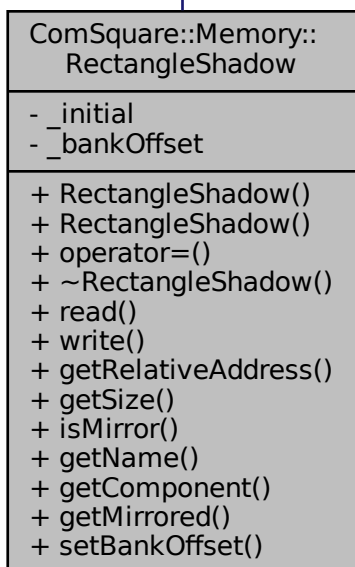 ComSquare::Memory::
RectangleShadow
- _initial
- _bankOffset
+ RectangleShadow()
+ RectangleShadow()
+ operator=()
+ ~RectangleShadow()
+ read()
+ write()
+ getRelativeAddress()
+ getSize()
+ isMirror()
+ getName()
+ getComponent()
+ getMirrored()
+ setBankOffset()